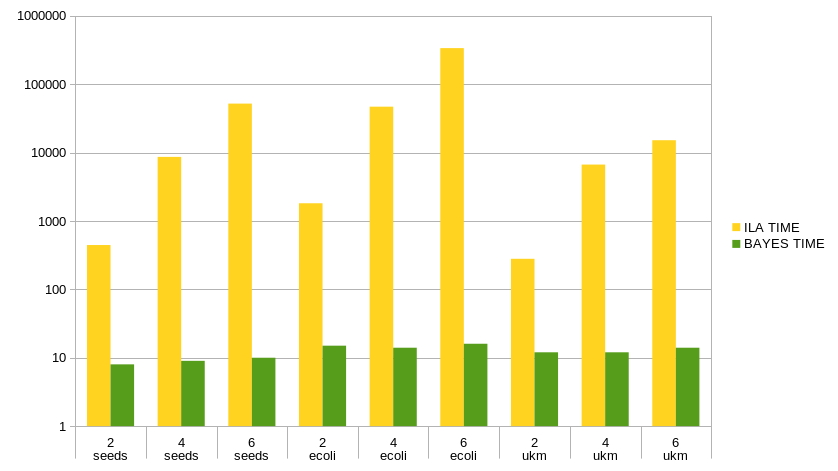 1000000
100000
10000
1000
100
10
1
ILA TIME
BAYES TIME
2 4 6 2 4 6 2 4 6
seeds seeds seeds ecoli ecoli ecoli ukm ukm ukm